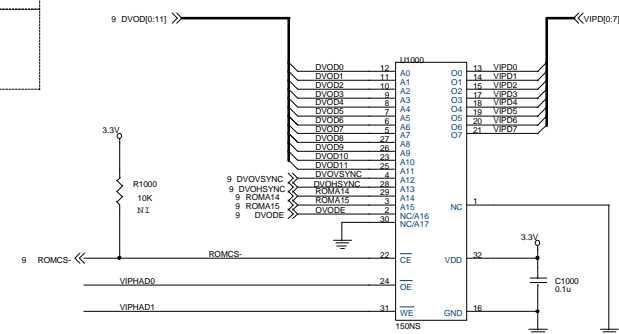 9 DVOD[0:11]
VIPD[0:7]
U1000
DVOD0 12 A0 O0 13 VIPD0
DVOD1 11 A1 O1 14 VIPD1
DVOD2 10 A2 O2 15 VIPD2
DVOD3 9 A3 O3 17 VIPD3
DVOD4 8 A4 O4 18 VIPD4
DVOD5 7 A5 O5 19 VIPD5
DVOD6 6 A6 O6 20 VIPD6
DVOD7 5 A7 O7 21 VIPD7
DVOD8 27 A8
DVOD9 26 A9
DVOD10 23 A10
DVOD11 25 A11
9 DVOVSYNC DVOVSYNC 4 A12
9 DVOHSYNC DVOHSYNC 28 A13
9 ROMA14 ROMA14 29 A14
9 ROMA15 ROMA15 3 A15
9 DVODE OVODE 2 NC/A16
30 NC/A17
NC 1
3.3V
R1000
10K
NI
3.3V
9 ROMCS- ROMCS- 22 CE VDD 32
C1000
0.1u
VIPHAD0 24 OE
VIPHAD1 31 WE GND 16
150NS